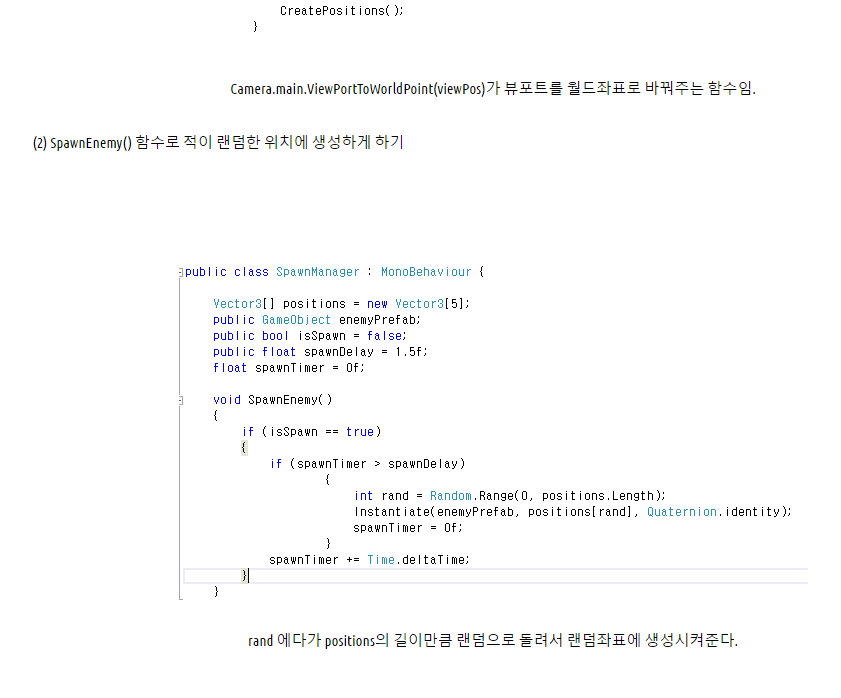 CreatePositions();
}
Camera.main.ViewPortToWorldPoint(viewPos)가 뷰포트를 월드좌표로 바꿔주는 함수임.
(2) SpawnEnemy() 함수로 적이 랜덤한 위치에 생성하게 하기
public class SpawnManager : MonoBehaviour {
Vector3[] positions = new Vector3[5];
public GameObject enemyPrefab;
public bool isSpawn = false;
public float spawnDelay = 1.5f;
float spawnTimer = 0f;
void SpawnEnemy()
{
if (isSpawn == true)
{
if (spawnTimer > spawnDelay)
{
int rand = Random.Range(0, positions.Length);
Instantiate(enemyPrefab, positions[rand], Quaternion.identity);
spawnTimer = 0f;
}
spawnTimer += Time.deltaTime;
}
}
rand 에다가 positions의 길이만큼 랜덤으로 돌려서 랜덤좌표에 생성시켜준다.